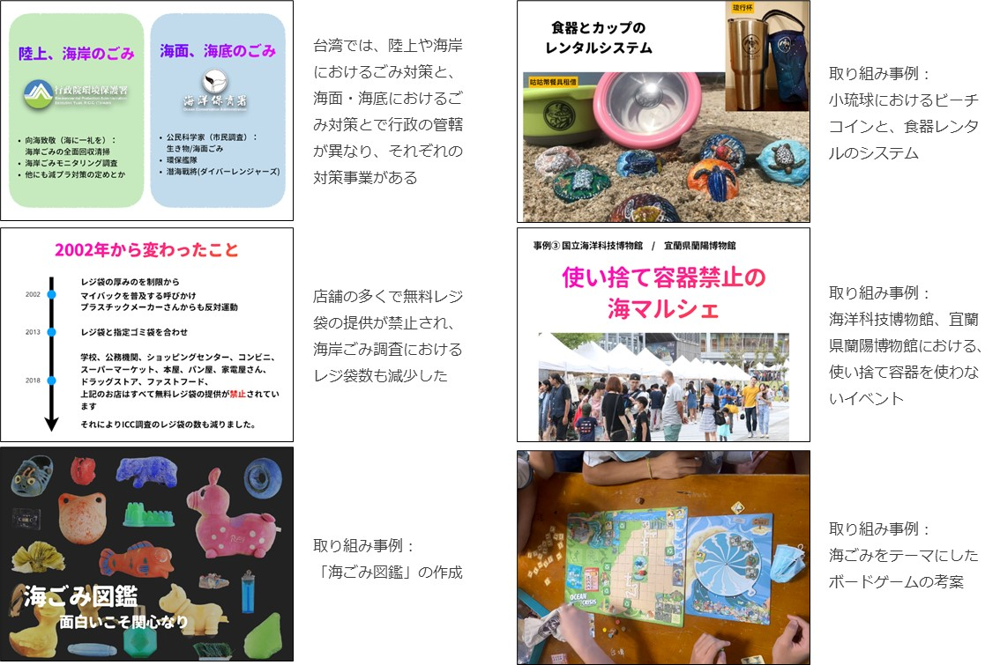 陸上、海岸のごみ
行政院環境保護署
向海致敬（海に一礼を）：
海岸ごみの全面回収清掃
海岸ごみモニタリング調査
他にも減プラ対策の定めとか
海面、海底のごみ
海洋保育署
公民科学家（市民調査）：
生き物/海面ごみ
環保艦隊
潜海戦将(ダイバーレンジャーズ)
台湾では、陸上や海岸
におけるごみ対策と、
海面・海底におけるご
み対策とで行政の管轄
が異なり、それぞれの
対策事業がある
食器とカップの
レンタルシステム
琉行杯
咕咕幣餐具租借
取り組み事例：
小琉球におけるビーチ
コインと、食器レンタ
ルのシステム
2002年から変わったこと
2002
レジ袋の厚みのを制限から
マイバックを普及する呼びかけ
プラスチックメーカーさんからも反対運動
2013
レジ袋と指定ゴミ袋を合わせ
2018
学校、公務機関、ショッピングセンター、コンビニ、
スーパーマーケット、本屋、パン屋、家電屋さん、
ドラッグストア、ファストフード、
上記のお店はすべて無料レジ袋の提供が禁止されてい
ます
それによりICC調査のレジ袋の数も減りました。
店舗の多くで無料レジ
袋の提供が禁止され、
海岸ごみ調査における
レジ袋数も減少した
事例③ 国立海洋科技博物館　/　宜蘭県蘭陽博物館
使い捨て容器禁止の
海マルシェ
取り組み事例：
海洋科技博物館、宜蘭
県蘭陽博物館における、
使い捨て容器を使わな
いイベント
海ごみ図鑑
面白いこそ関心なり
取り組み事例：
「海ごみ図鑑」の作成
OCEAN
CRISIS
取り組み事例：
海ごみをテーマにした
ボードゲームの考案